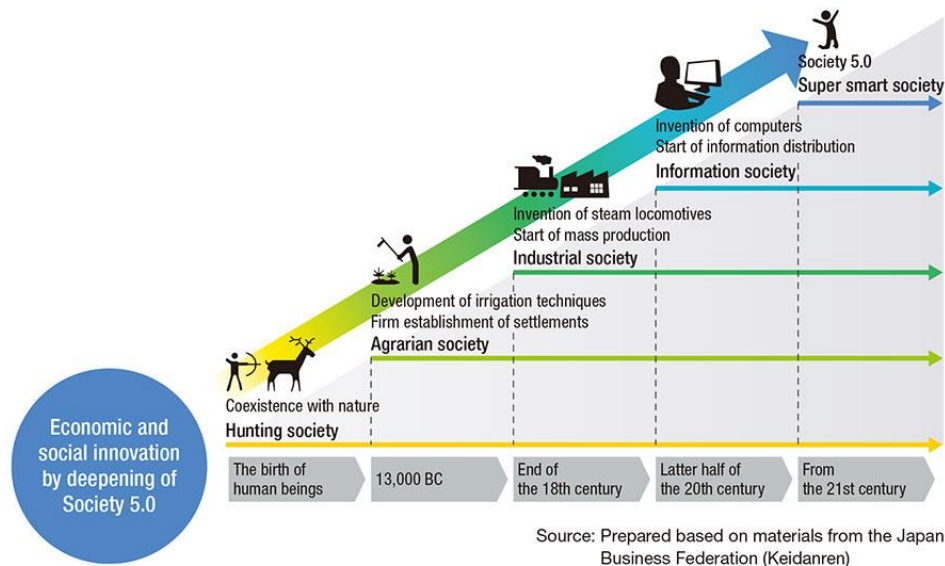 Society 5.0
Super smart society
Invention of computers
Start of information distribution
Information society
Invention of steam locomotives
Start of mass production
Industrial society
Development of irrigation techniques
Firm establishment of settlements
Agrarian society
Coexistence with nature
Hunting society
Economic and
social innovation
by deepening of
Society 5.0
The birth of
human beings
13,000 BC
End of
the 18th century
Latter half of
the 20th century
From
the 21st century
Source: Prepared based on materials from the Japan
Business Federation (Keidanren)